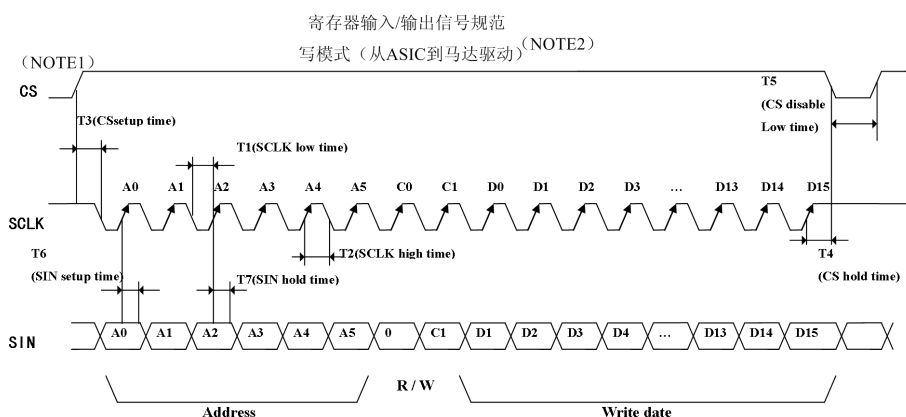 寄存器输入/输出信号规范
写模式（从ASIC到马达驱动）(NOTE2)
(NOTE1)
CS
T5
(CS disable
Low time)
T3(CSsetup time)
T1(SCLK low time)
A0 A1 A2 A3 A4 A5 C0 C1 D0 D1 D2 D3 … D13 D14 D15
SCLK
T6
(SIN setup time)
T2(SCLK high time)
T7(SIN hold time)
T4
(CS hold time)
SIN
A0 A1 A2 A3 A4 A5 0 C1 D1 D2 D3 D4 … D13 D14 D15
R / W
Address
Write date